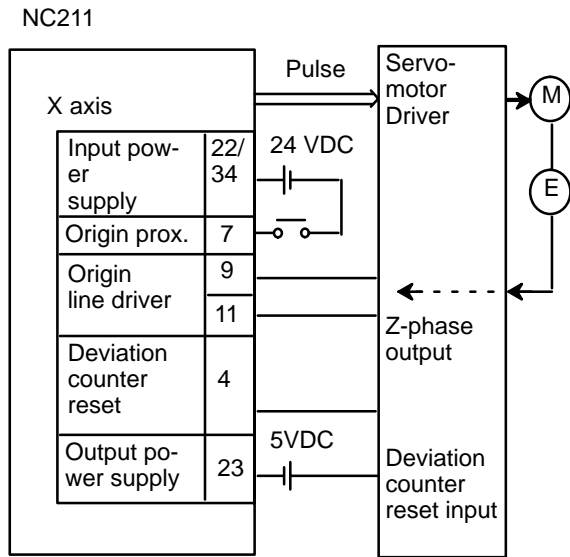 NC211
Pulse
Servo-
motor
Driver
M
X axis
Input pow-
er
supply
22/
34
24 VDC
E
Origin prox.
7
Origin
line driver
9
11
Z-phase
output
Deviation
counter
reset
4
Output po-
wer supply
23
5VDC
Deviation
counter
reset input